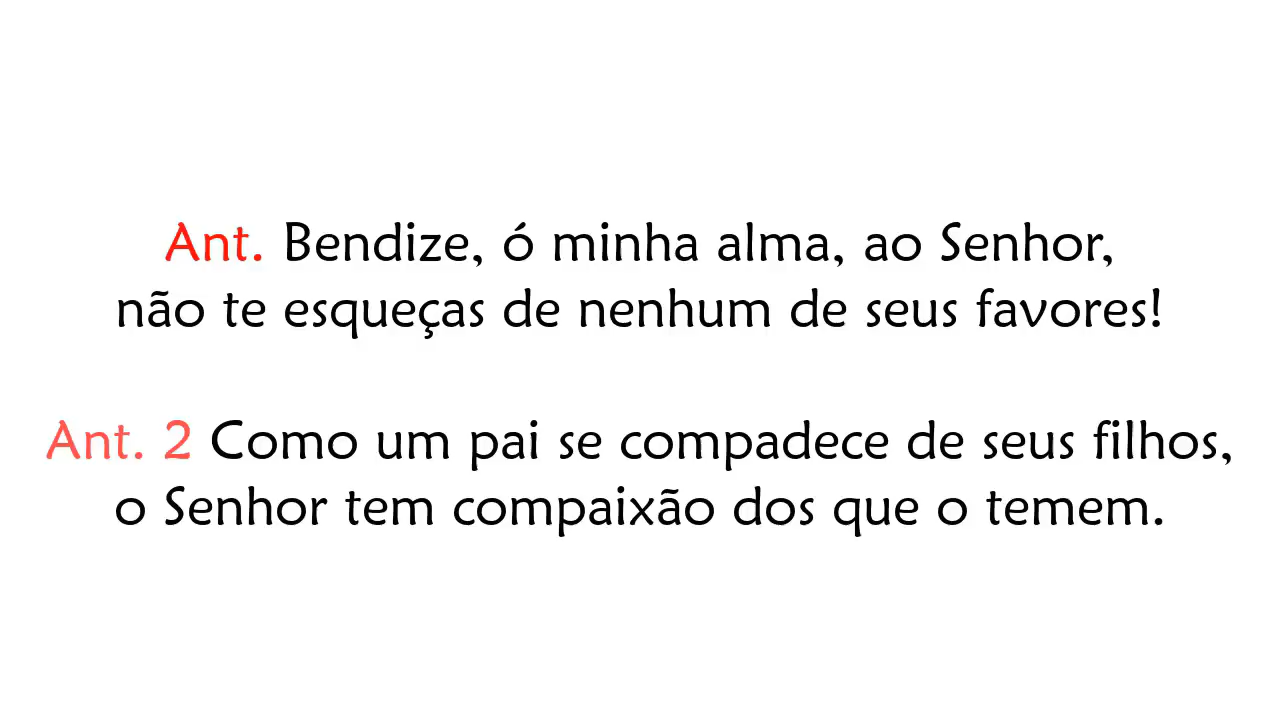 Ant. Bendize, ó minha alma, ao Senhor,
não te esqueças de nenhum de seus favores!
Ant. 2 Como um pai se compadece de seus filhos,
o Senhor tem compaixão dos que o temem.